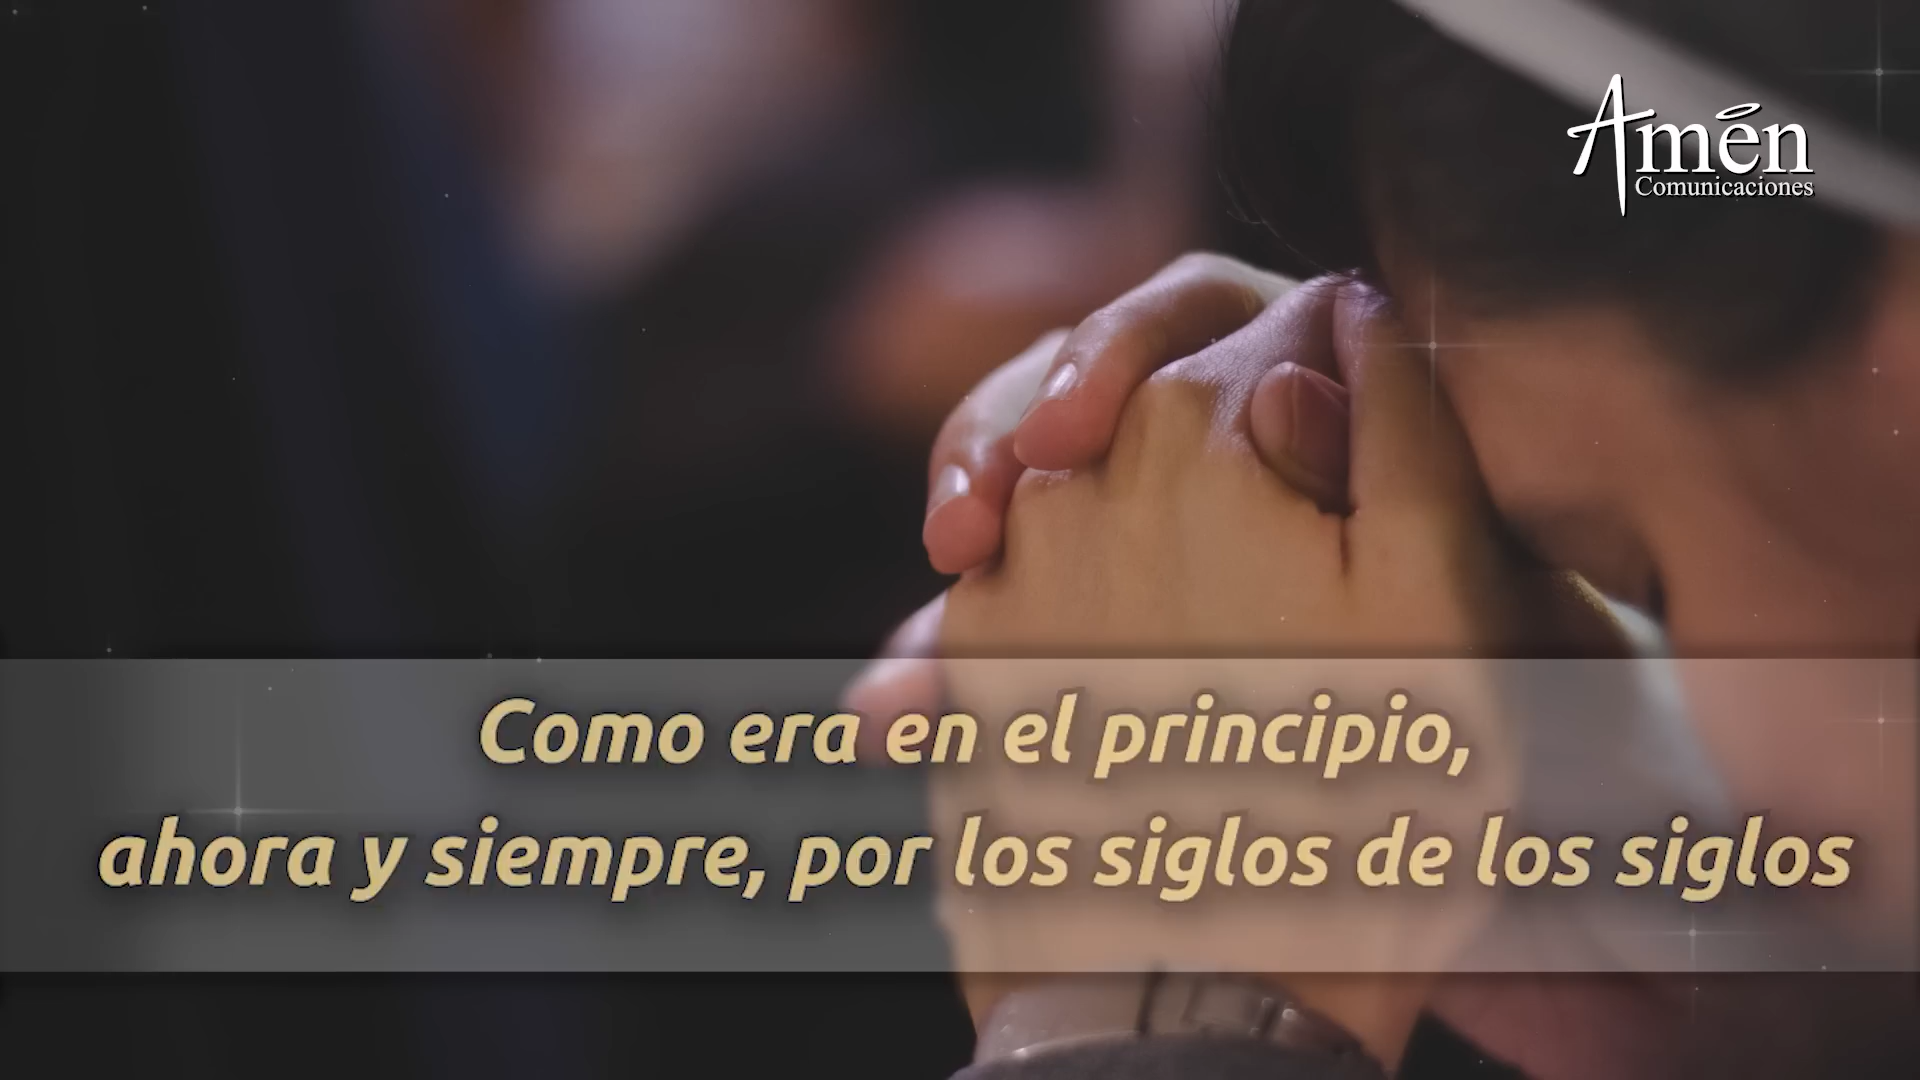 Amén
Comunicaciones
Como era en el principio,
ahora y siempre, por los siglos de los siglos